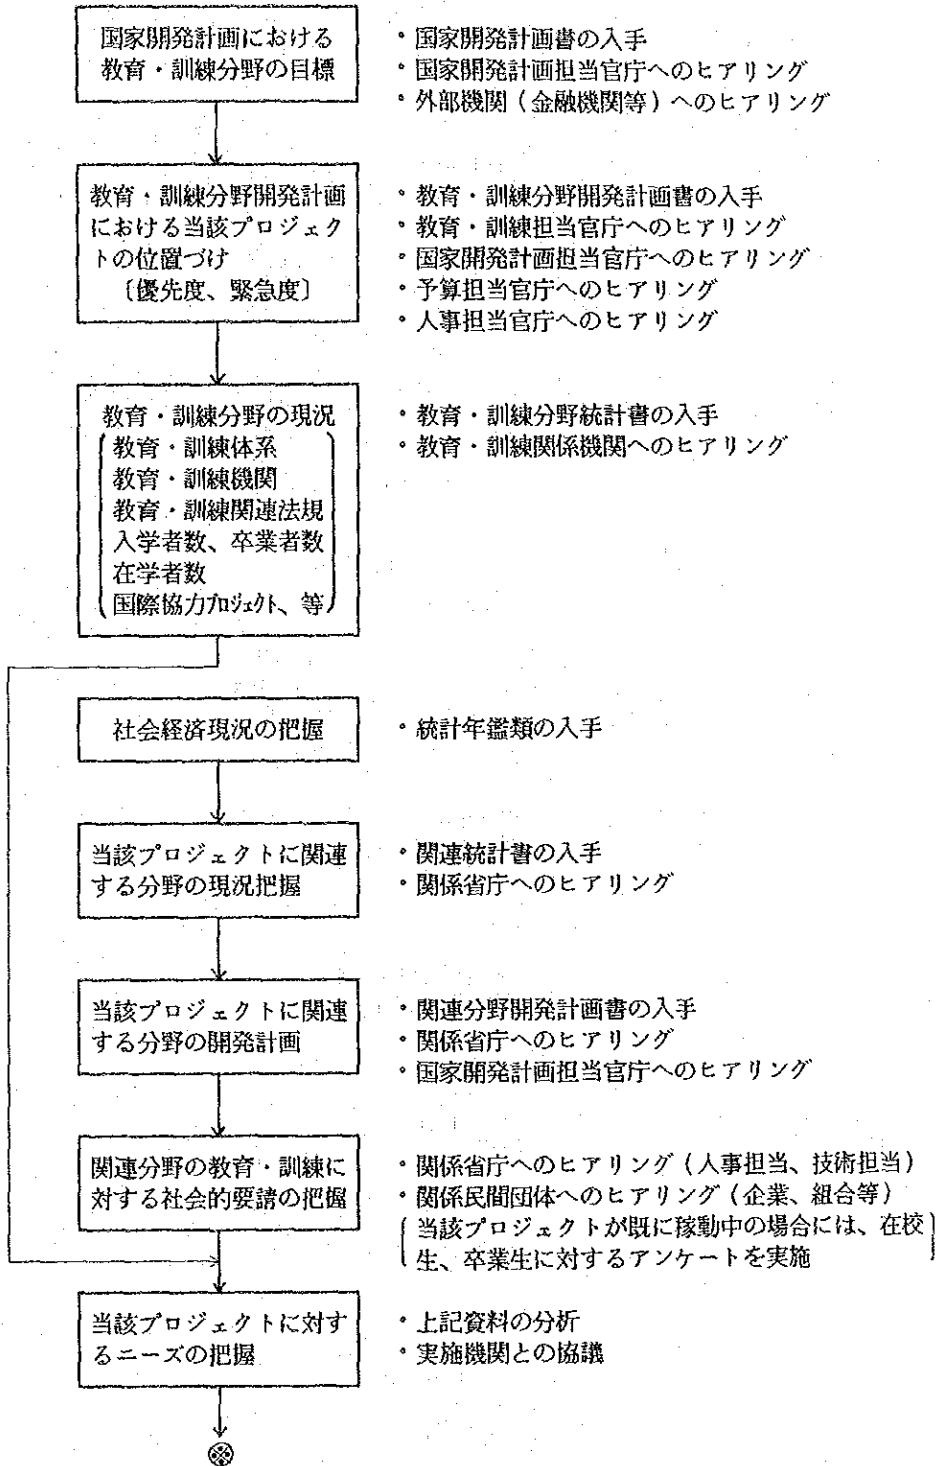 国家開発計画における
教育・訓練分野の目標
・国家開発計画書の入手
・国家開発計画担当官庁へのヒアリング
・外部機関（金融機関等）へのヒアリング
教育・訓練分野開発計画
における当該プロジェク
トの位置づけ
〔優先度、緊急度〕
・教育・訓練分野開発計画書の入手
・教育・訓練担当官庁へのヒアリング
・国家開発計画担当官庁へのヒアリング
・予算担当官庁へのヒアリング
・人事担当官庁へのヒアリング
教育・訓練分野の現況
教育・訓練体系
教育・訓練機関
教育・訓練関連法規
入学者数、卒業者数
在学者数
国際協力プロジェクト、等
・教育・訓練分野統計書の入手
・教育・訓練関係機関へのヒアリング
社会経済現況の把握
・統計年鑑類の入手
当該プロジェクトに関連
する分野の現況把握
・関連統計書の入手
・関係省庁へのヒアリング
当該プロジェクトに関連
する分野の開発計画
・関連分野開発計画書の入手
・関係省庁へのヒアリング
・国家開発計画担当官庁へのヒアリング
関連分野の教育・訓練に
対する社会的要請の把握
・関係省庁へのヒアリング（人事担当、技術担当）
・関係民間団体へのヒアリング（企業、組合等）
当該プロジェクトが既に稼動中の場合には、在校
生、卒業生に対するアンケートを実施
当該プロジェクトに対す
るニーズの把握
・上記資料の分析
・実施機関との協議
※